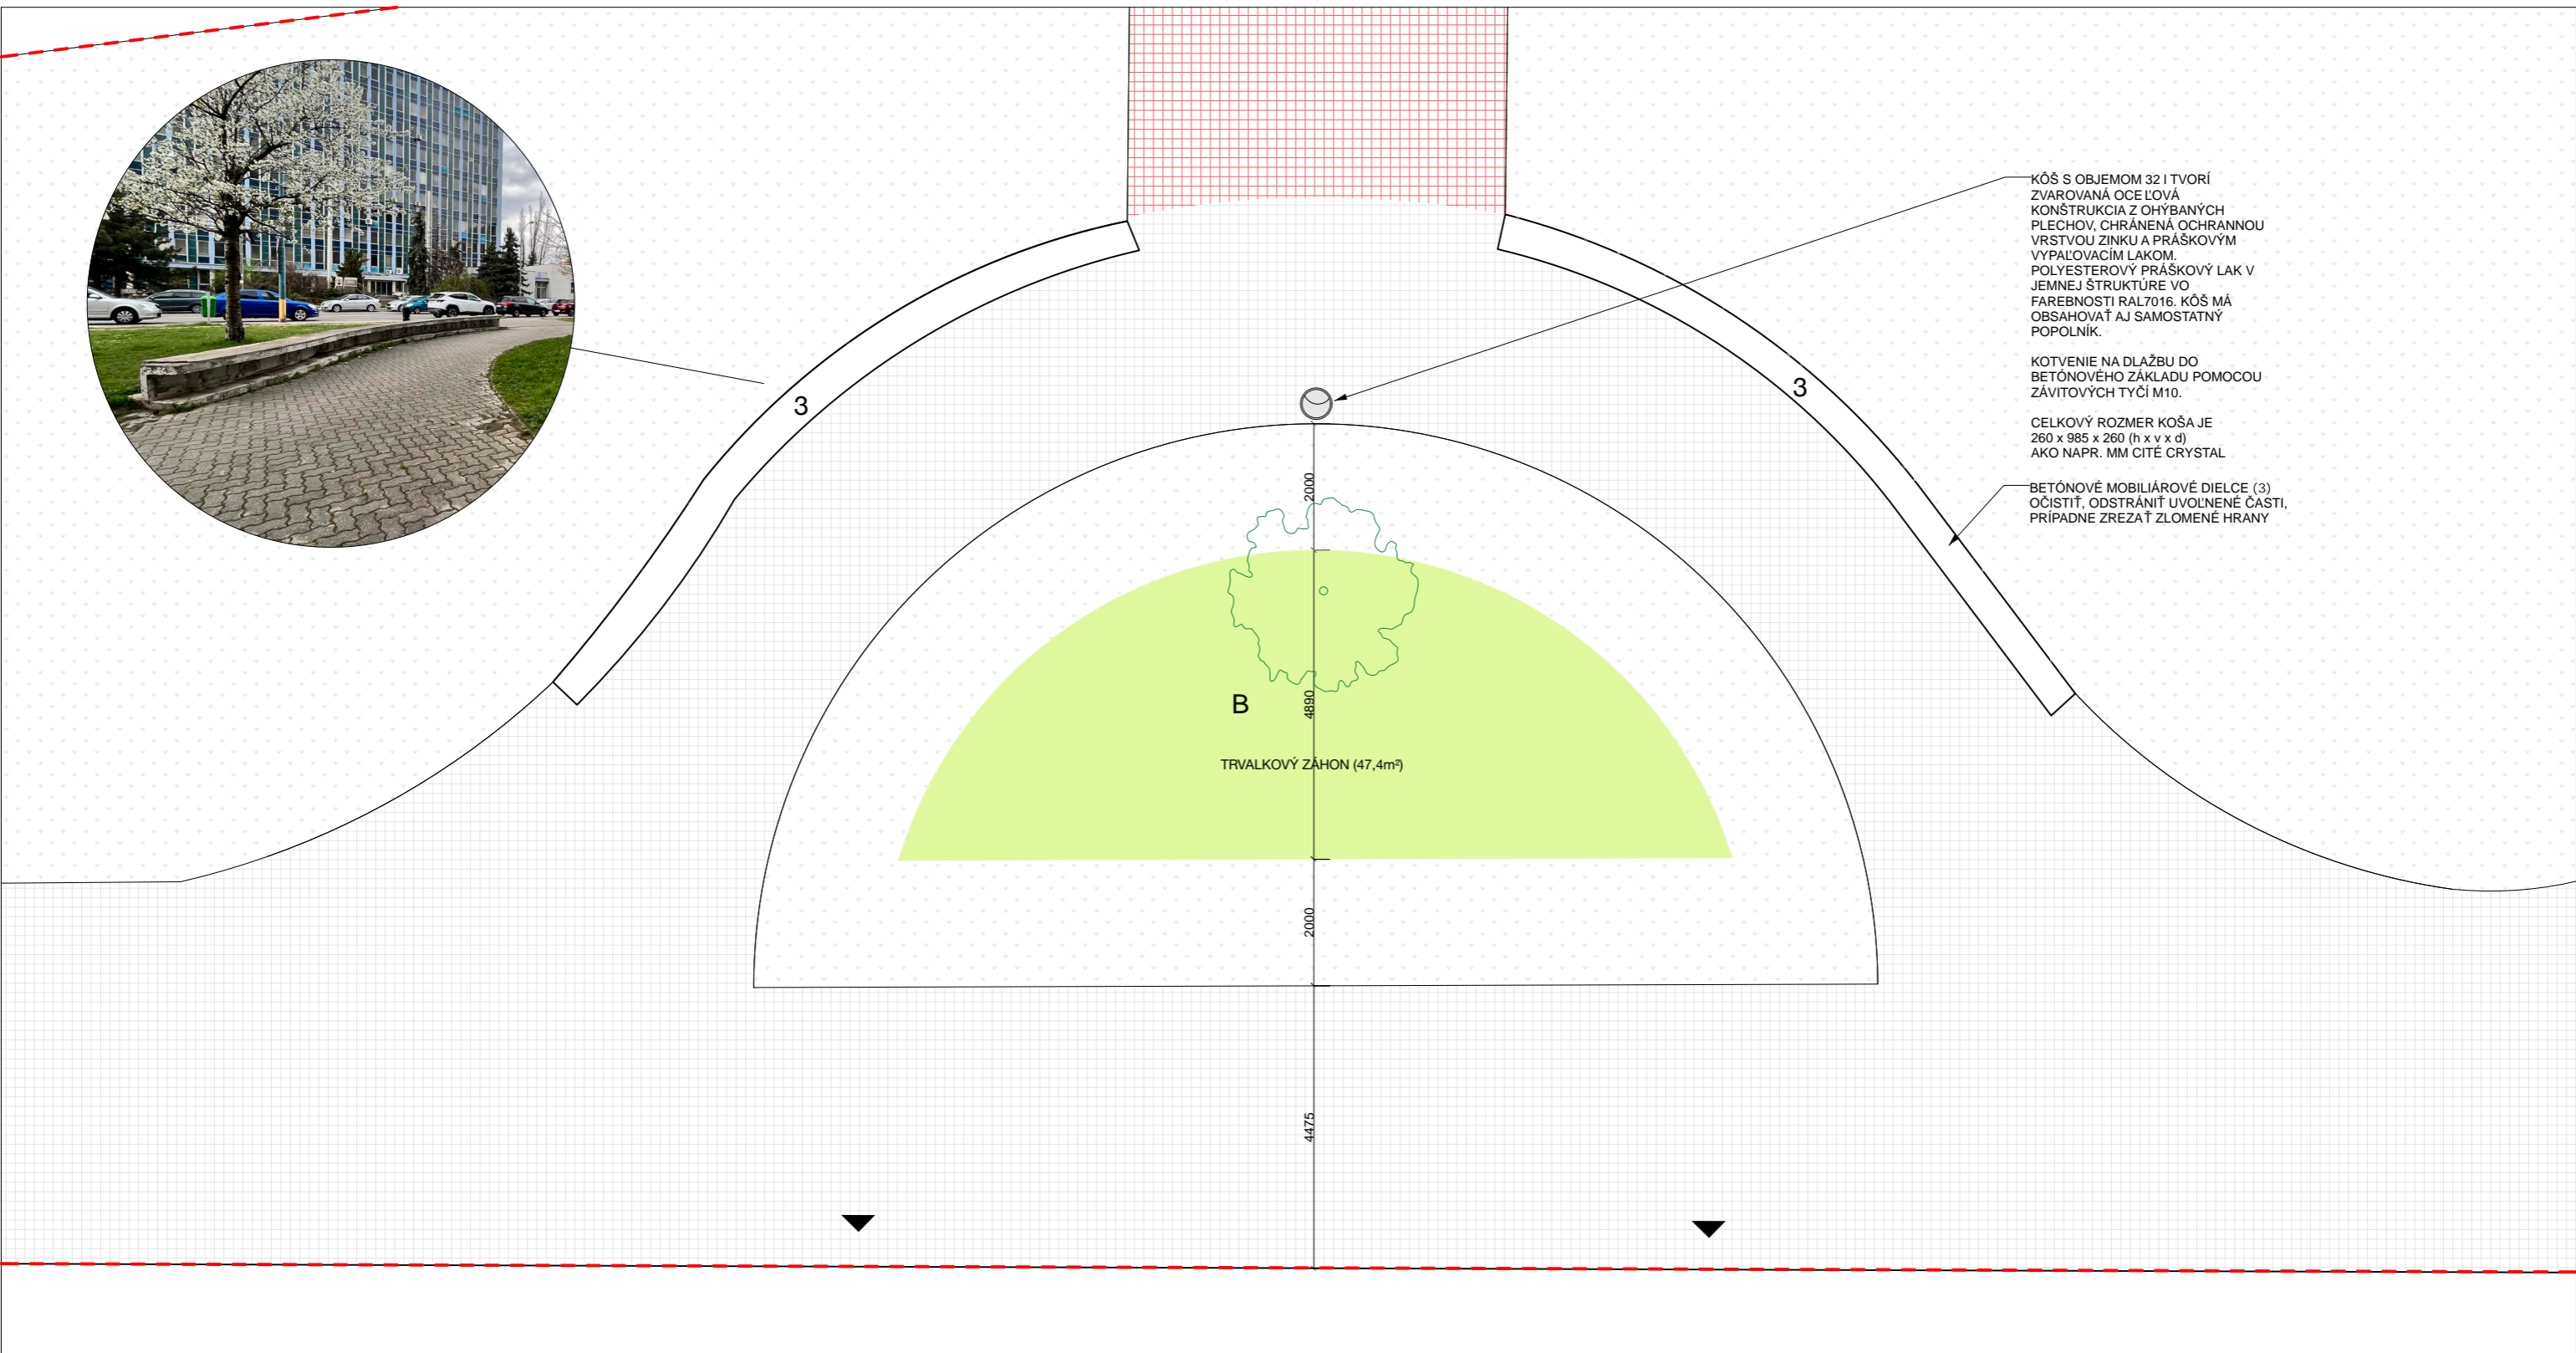 KÔŠ S OBJEMOM 32 l TVORÍ
ZVAROVANÁ OCEĽOVÁ
KONŠTRUKCIA Z OHÝBANÝCH
PLECHOV, CHRÁNENÁ OCHRANNOU
VRSTVOU ZINKU A PRÁŠKOVÝM
VYPAĽOVACÍM LAKOM.
POLYESTEROVÝ PRÁŠKOVÝ LAK V
JEMNEJ ŠTRUKTÚRE VO
FAREBNOSTI RAL7016. KÔŠ MÁ
OBSAHOVAŤ AJ SAMOSTATNÝ
POPOLNÍK.
KOTVENIE NA DLAŽBU DO
BETÓNOVÉHO ZÁKLADU POMOCOU
ZÁVITOVÝCH TYČÍ M10.
CELKOVÝ ROZMER KOŠA JE
260 x 985 x 260 (h x v x d)
AKO NAPR. MM CITÉ CRYSTAL
BETÓNOVÉ MOBILIÁROVÉ DIELCE (3)
OČISTIŤ, ODSTRÁNIŤ UVOĽNENÉ ČASTI,
PRÍPADNE ZREZAŤ ZLOMENÉ HRANY
3
3
2000
4890
B
TRVALKOVÝ ZÁHON (47,4m²)
2000
4475